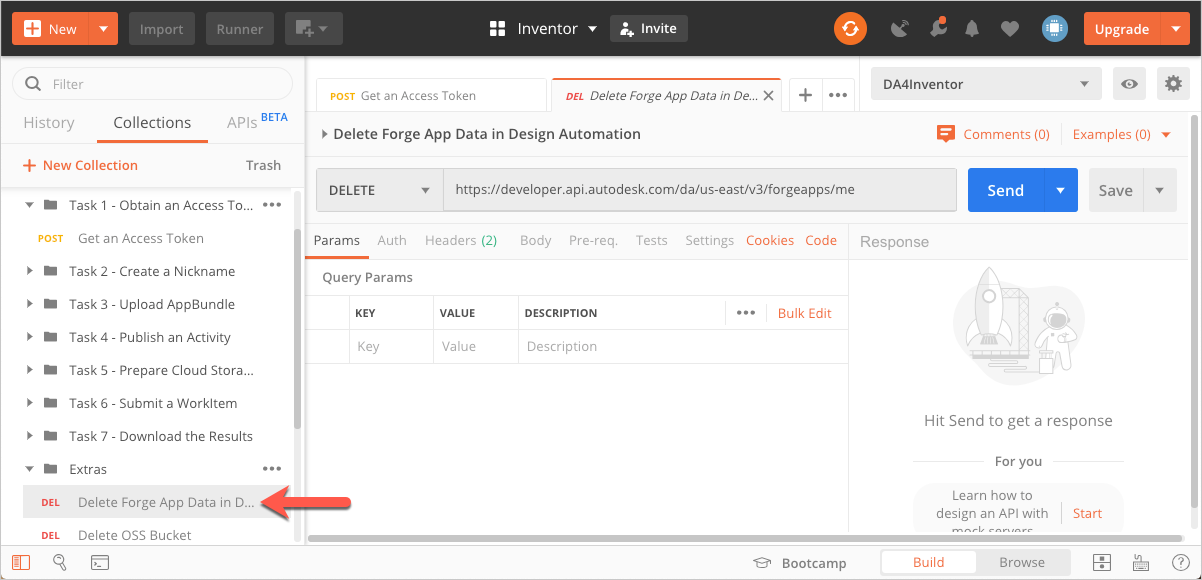 New
Import
Runner
Inventor
Invite
Upgrade
Filter
History
Collections
APIs BETA
New Collection
Trash
Task 1 - Obtain an Access To...
POST Get an Access Token
Task 2 - Create a Nickname
Task 3 - Upload AppBundle
Task 4 - Publish an Activity
Task 5 - Prepare Cloud Stora...
Task 6 - Submit a WorkItem
Task 7 - Download the Results
Extras
DEL Delete Forge App Data in D...
DEL Delete OSS Bucket
POST Get an Access Token
DEL Delete Forge App Data in De...
DA4Inventor
Delete Forge App Data in Design Automation
Comments (0)
Examples (0)
DELETE
https://developer.api.autodesk.com/da/us-east/v3/forgeapps/me
Send
Save
Params
Auth
Headers (2)
Body
Pre-req.
Tests
Settings
Cookies
Code
Query Params
KEY
VALUE
DESCRIPTION
Bulk Edit
Key
Value
Description
Response
Hit Send to get a response
For you
Learn how to
design an API with
mock servers
Start
Bootcamp
Build
Browse